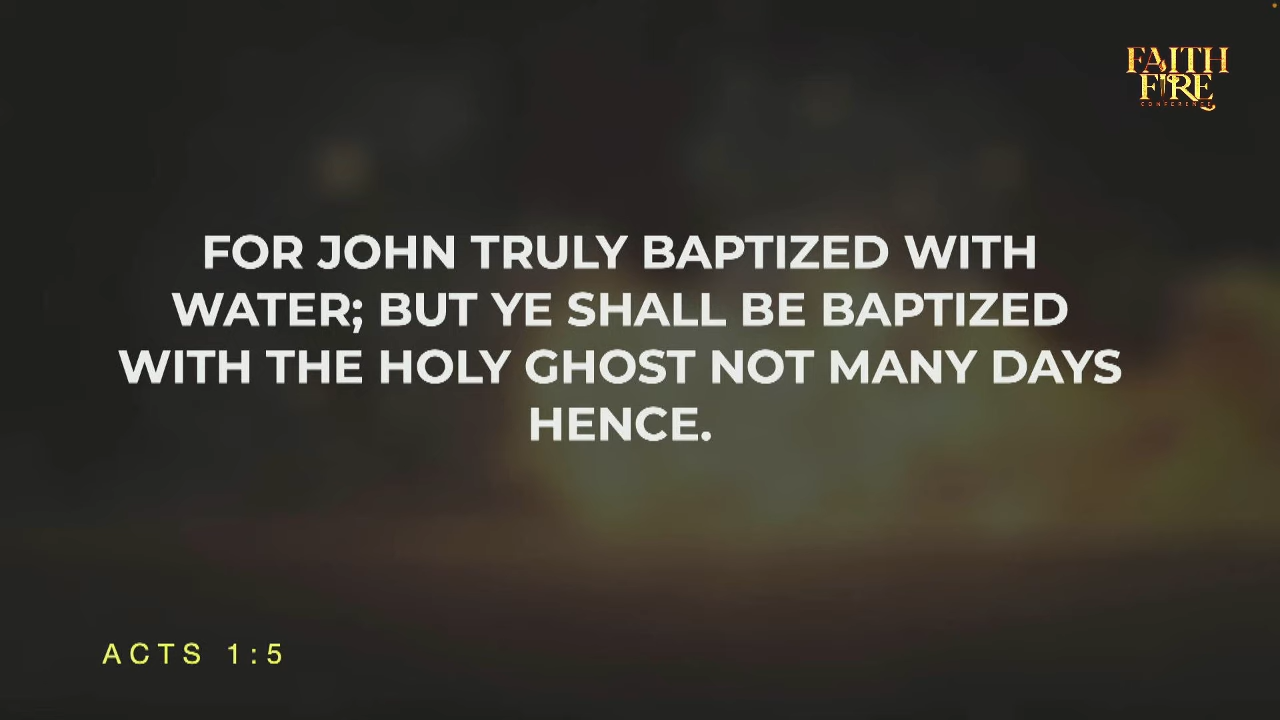 FAITH
FIRE
CONFERENCE
FOR JOHN TRULY BAPTIZED WITH
WATER; BUT YE SHALL BE BAPTIZED
WITH THE HOLY GHOST NOT MANY DAYS
HENCE.
ACTS 1:5